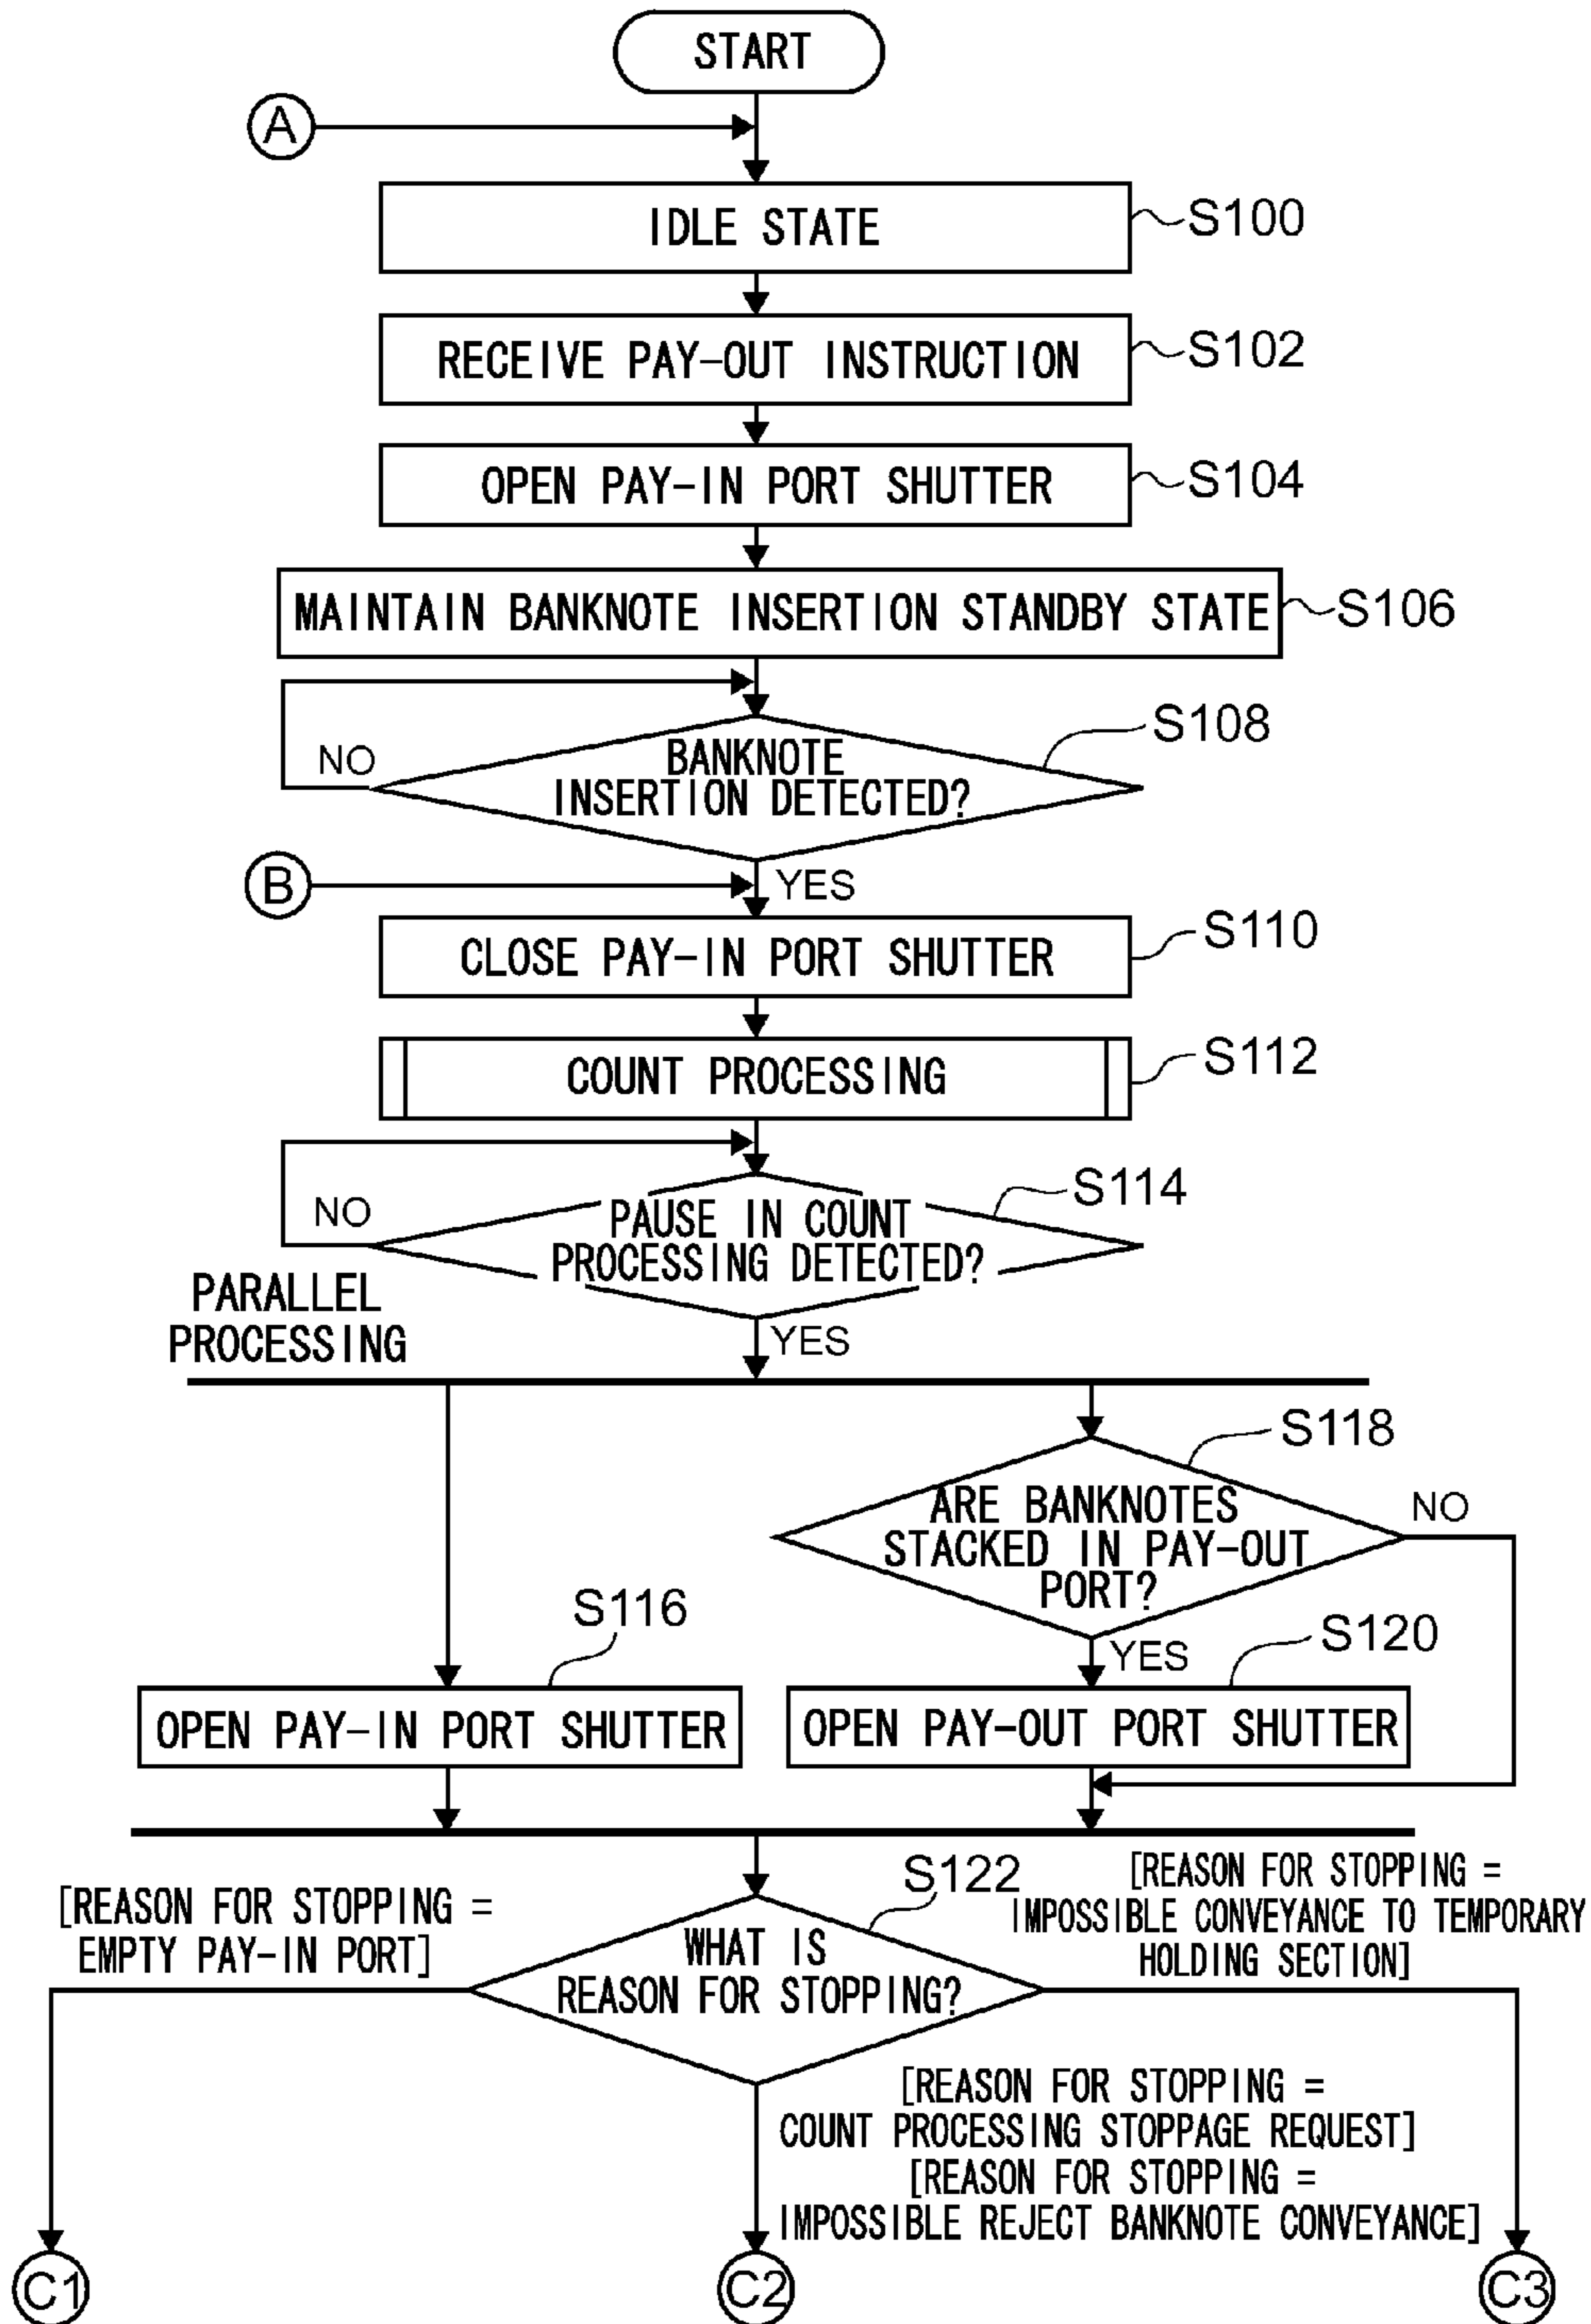 START
A
IDLE STATE
S100
RECEIVE PAY-OUT INSTRUCTION
S102
OPEN PAY-IN PORT SHUTTER
S104
MAINTAIN BANKNOTE INSERTION STANDBY STATE
S106
S108
BANKNOTE
INSERTION DETECTED?
NO
B
YES
CLOSE PAY-IN PORT SHUTTER
S110
COUNT PROCESSING
S112
S114
PAUSE IN COUNT
PROCESSING DETECTED?
NO
YES
PARALLEL
PROCESSING
S118
ARE BANKNOTES
STACKED IN PAY-OUT
PORT?
NO
YES
S116
S120
OPEN PAY-IN PORT SHUTTER
OPEN PAY-OUT PORT SHUTTER
S122
WHAT IS
REASON FOR STOPPING?
[REASON FOR STOPPING =
EMPTY PAY-IN PORT]
[REASON FOR STOPPING =
IMPOSSIBLE CONVEYANCE TO TEMPORARY
HOLDING SECTION]
[REASON FOR STOPPING =
COUNT PROCESSING STOPPAGE REQUEST]
[REASON FOR STOPPING =
IMPOSSIBLE REJECT BANKNOTE CONVEYANCE]
C1
C2
C3